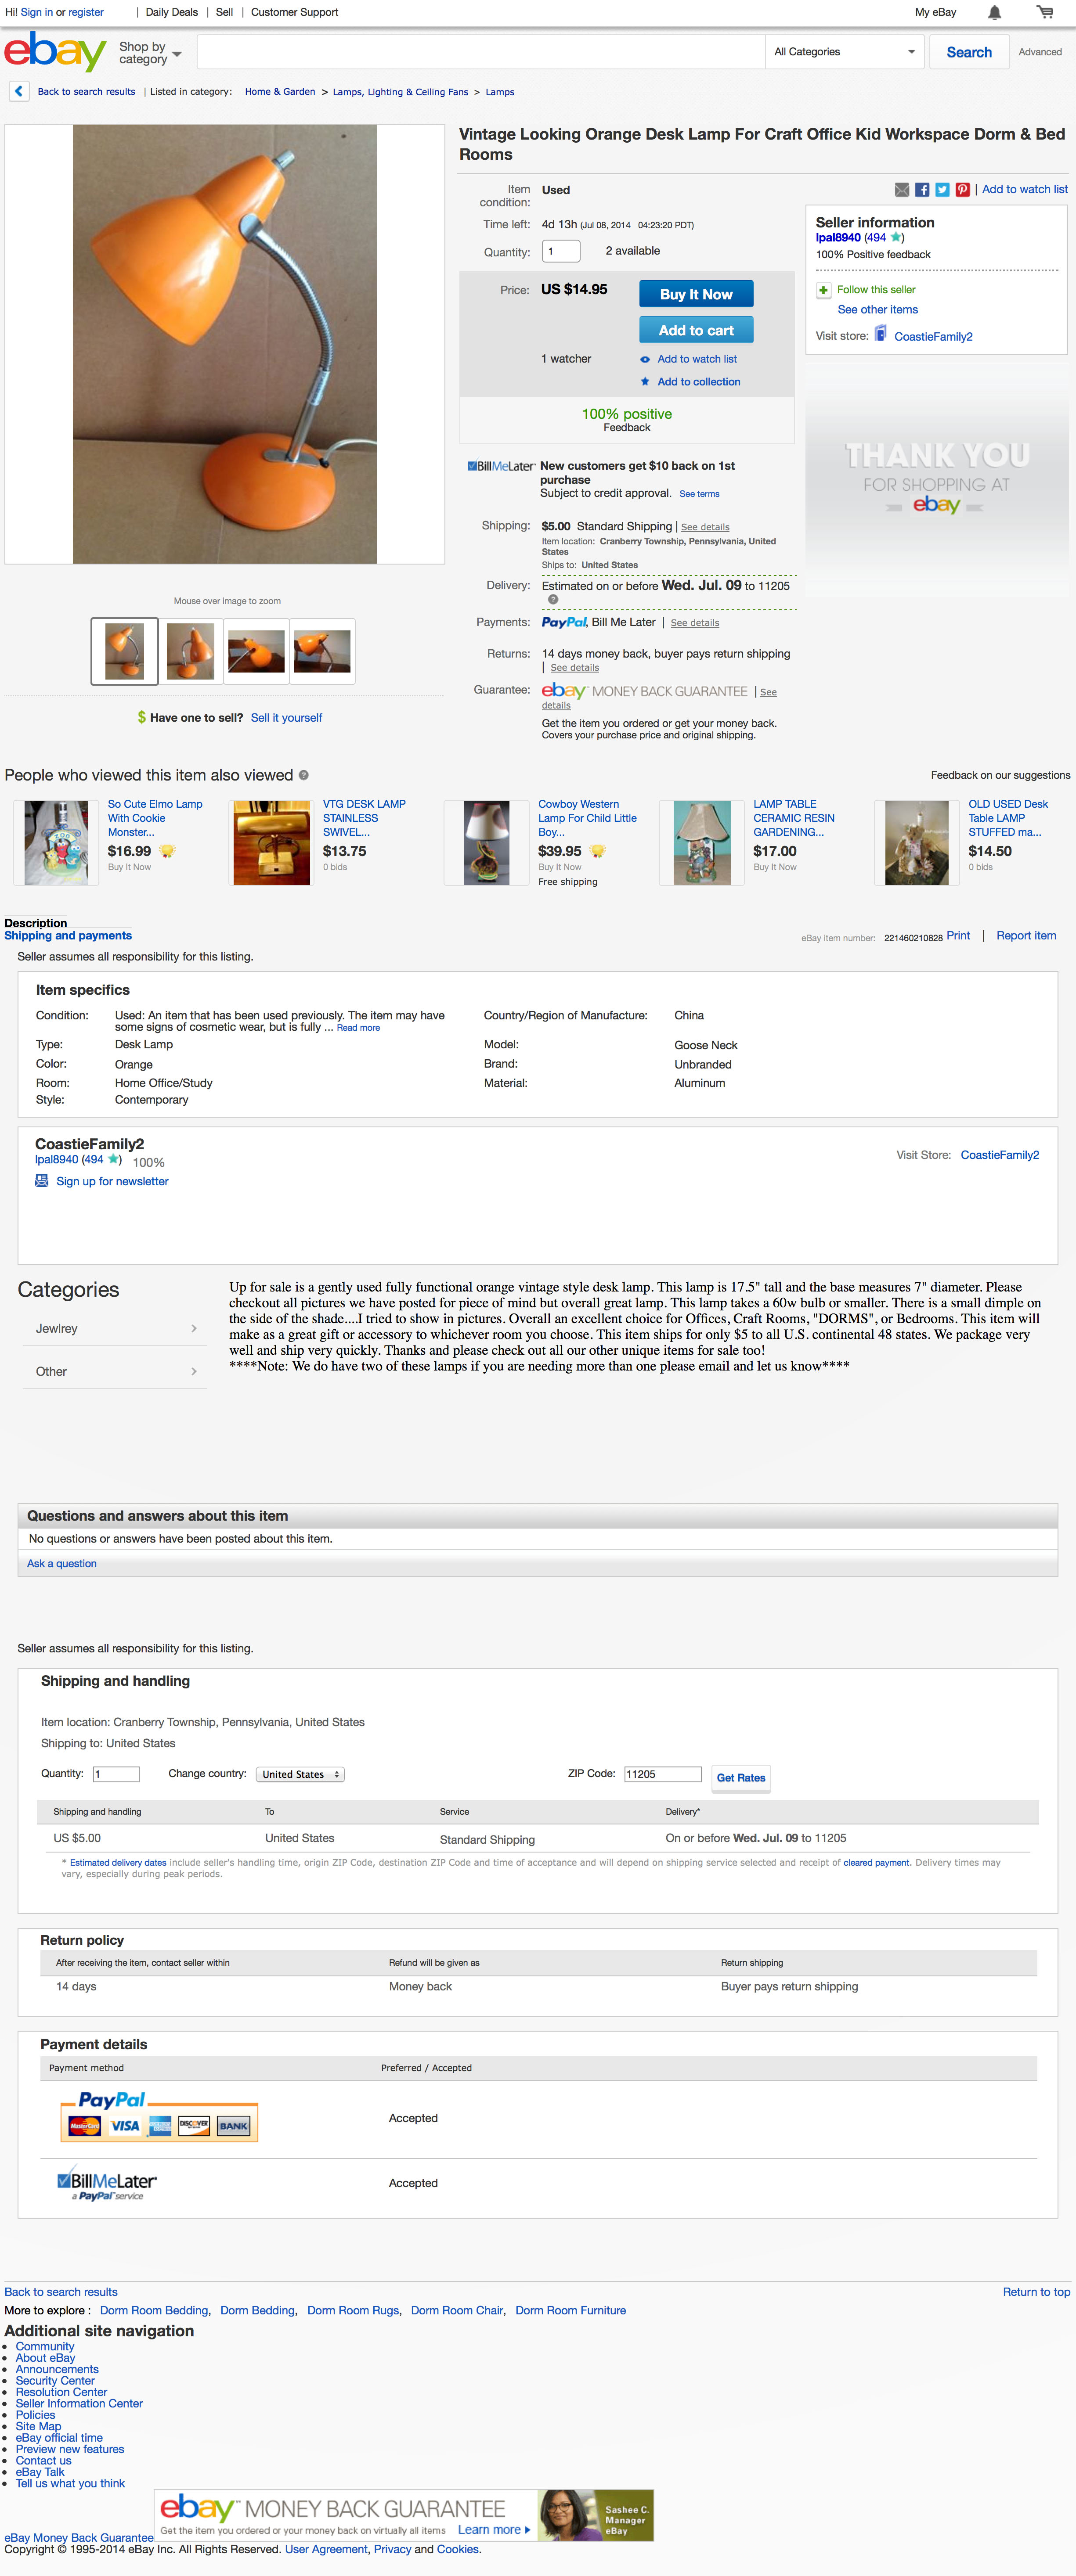 Hi! Sign in or register | Daily Deals | Sell | Customer Support My eBay
ebay Shop by category All Categories Search Advanced
Back to search results | Listed in category: Home & Garden > Lamps, Lighting & Ceiling Fans > Lamps
Vintage Looking Orange Desk Lamp For Craft Office Kid Workspace Dorm & Bed
Rooms
Item condition: Used
| Add to watch list
Time left: 4d 13h (Jul 08, 2014 04:23:20 PDT)
Quantity: 1 2 available
Price: US $14.95 Buy It Now
Add to cart
1 watcher Add to watch list
Add to collection
100% positive
Feedback
Seller information
lpal8940 (494 )
100% Positive feedback
Follow this seller
See other items
Visit store: CoastieFamily2
THANK YOU
FOR SHOPPING AT
ebay
BillMeLater New customers get $10 back on 1st
purchase
Subject to credit approval. See terms
Shipping: $5.00 Standard Shipping | See details
Item location: Cranberry Township, Pennsylvania, United
States
Ships to: United States
Delivery: Estimated on or before Wed. Jul. 09 to 11205
?
Payments: PayPal, Bill Me Later | See details
Returns: 14 days money back, buyer pays return shipping
| See details
Guarantee: ebay™ MONEY BACK GUARANTEE | See
details
Get the item you ordered or get your money back.
Covers your purchase price and original shipping.
Mouse over image to zoom
$ Have one to sell? Sell it yourself
People who viewed this item also viewed ? Feedback on our suggestions
So Cute Elmo Lamp
With Cookie
Monster...
$16.99
Buy It Now
VTG DESK LAMP
STAINLESS
SWIVEL...
$13.75
0 bids
Cowboy Western
Lamp For Child Little
Boy...
$39.95
Buy It Now
Free shipping
LAMP TABLE
CERAMIC RESIN
GARDENING...
$17.00
Buy It Now
OLD USED Desk
Table LAMP
STUFFED ma...
$14.50
0 bids
Description
Shipping and payments
eBay item number: 221460210828 Print | Report item
Seller assumes all responsibility for this listing.
Item specifics
Condition: Used: An item that has been used previously. The item may have
some signs of cosmetic wear, but is fully ... Read more
Country/Region of Manufacture: China
Type: Desk Lamp Model: Goose Neck
Color: Orange Brand: Unbranded
Room: Home Office/Study Material: Aluminum
Style: Contemporary
CoastieFamily2
lpal8940 (494 ) 100%
Visit Store: CoastieFamily2
Sign up for newsletter
Categories
Jewlrey
Other
Up for sale is a gently used fully functional orange vintage style desk lamp. This lamp is 17.5" tall and the base measures 7" diameter. Please
checkout all pictures we have posted for piece of mind but overall great lamp. This lamp takes a 60w bulb or smaller. There is a small dimple on
the side of the shade....I tried to show in pictures. Overall an excellent choice for Offices, Craft Rooms, "DORMS", or Bedrooms. This item will
make as a great gift or accessory to whichever room you choose. This item ships for only $5 to all U.S. continental 48 states. We package very
well and ship very quickly. Thanks and please check out all our other unique items for sale too!
****Note: We do have two of these lamps if you are needing more than one please email and let us know****
Questions and answers about this item
No questions or answers have been posted about this item.
Ask a question
Seller assumes all responsibility for this listing.
Shipping and handling
Item location: Cranberry Township, Pennsylvania, United States
Shipping to: United States
Quantity: 1 Change country: United States ZIP Code: 11205 Get Rates
Shipping and handling To Service Delivery*
US $5.00 United States Standard Shipping On or before Wed. Jul. 09 to 11205
* Estimated delivery dates include seller's handling time, origin ZIP Code, destination ZIP Code and time of acceptance and will depend on shipping service selected and receipt of cleared payment. Delivery times may
vary, especially during peak periods.
Return policy
After receiving the item, contact seller within Refund will be given as Return shipping
14 days Money back Buyer pays return shipping
Payment details
Payment method Preferred / Accepted
PayPal
MasterCard VISA DISCOVER BANK
Accepted
BillMeLater
a PayPal service
Accepted
Back to search results Return to top
More to explore : Dorm Room Bedding, Dorm Bedding, Dorm Room Rugs, Dorm Room Chair, Dorm Room Furniture
Additional site navigation
Community
About eBay
Announcements
Security Center
Resolution Center
Seller Information Center
Policies
Site Map
eBay official time
Preview new features
Contact us
eBay Talk
Tell us what you think
ebay™ MONEY BACK GUARANTEE
Get the item you ordered or your money back on virtually all items Learn more
Sashee C.
Manager
eBay
eBay Money Back Guarantee
Copyright © 1995-2014 eBay Inc. All Rights Reserved. User Agreement, Privacy and Cookies.